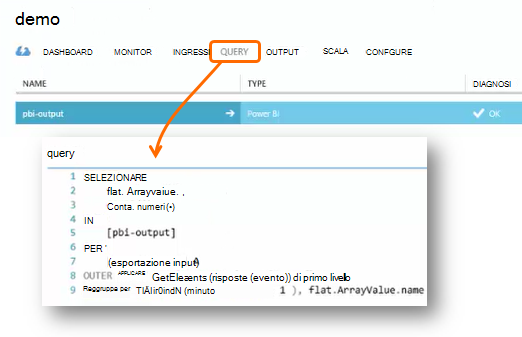 demo
DASHBOARD MONITOR INGRESSI QUERY OUTPUT SCALA CONFGURE
NAME TYPE DIAGNOSI
pbi-output → Power BI OK
query
1 SELEZIONARE
2 flat. Arrayvaiue. ,
3 Conta. numeri(•)
4 IN
5 [pbi-output]
6 PER '
7 (esportazione input)
8 OUTER APPLICARE GetEleænts (risposte (evento)) di primo livello
9 Raggruppa per TIÄlir0indN (minuto 1 ), flat.ArrayValue.name